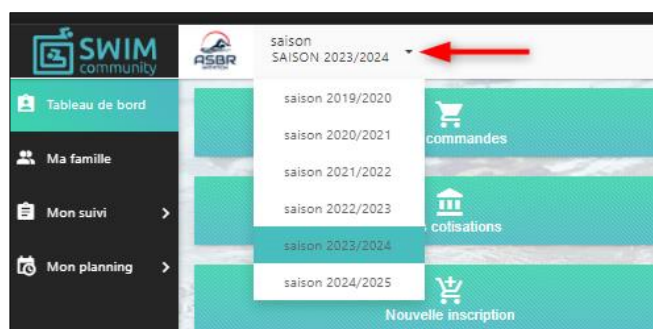 SWIM
community
ASBR
saison
SAISON 2023/2024
Tableau de bord
Ma famille
Mon suivi
Mon planning
saison 2019/2020
saison 2020/2021
saison 2021/2022
saison 2022/2023
saison 2023/2024
saison 2024/2025
commandes
cotisations
Nouvelle inscription